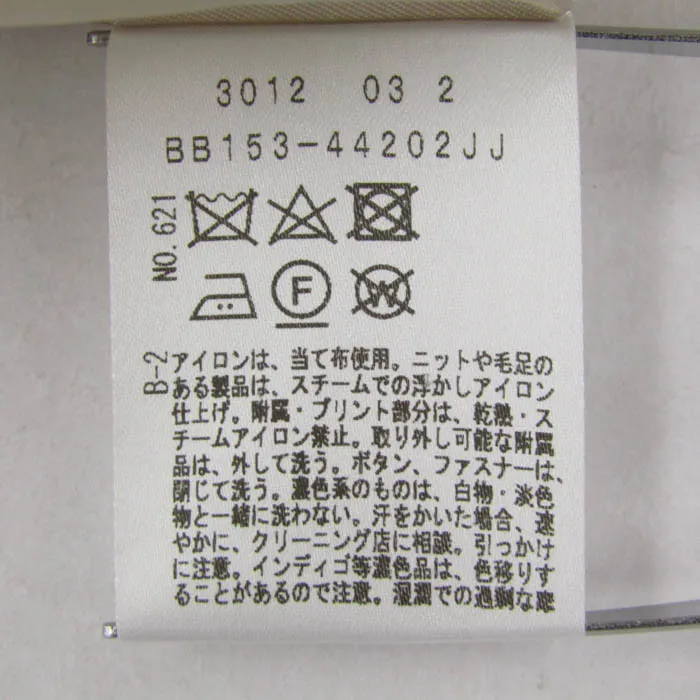 3012 03 2
BB153-44202JJ
NO.621
F
W
B-2
アイロンは、当て布使用。ニットや毛足の
ある製品は、スチームでの浮かしアイロン
仕上げ。附属・プリント部分は、乾熱・ス
チームアイロン禁止。取り外し可能な附属
品は、外して洗う。ボタン、ファスナーは、
閉じて洗う。濃色系のものは、白物・淡色
物と一緒に洗わない。汗をかいた場合、速
やかに、クリーニング店に相談。引っかけ
に注意。インディゴ等濃色品は、色移りす
ることがあるので注意。湿潤での過剰な摩